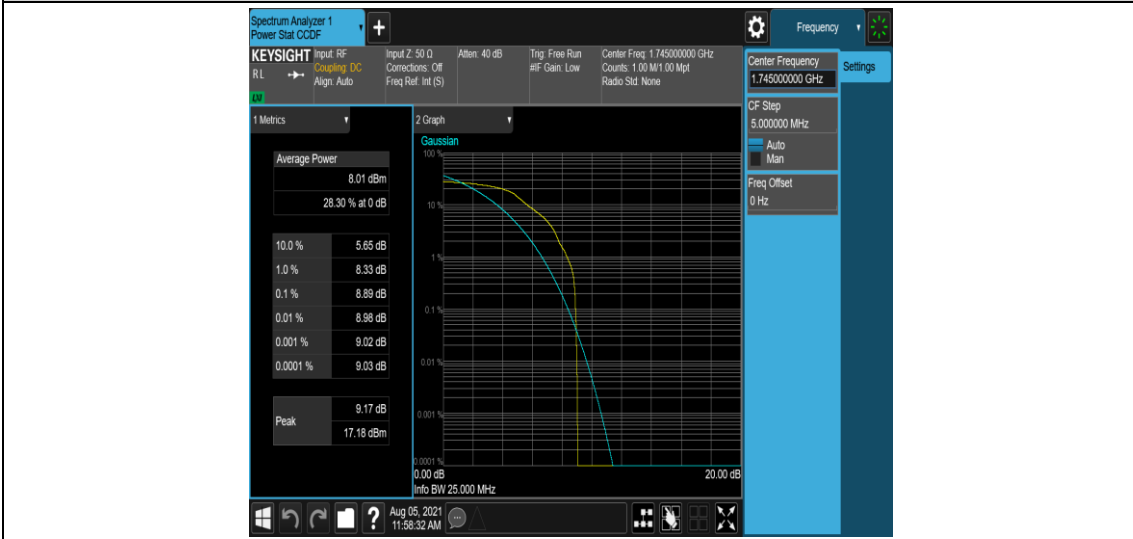 Spectrum Analyzer 1
Power Stat CCDF
+
Frequency
KEYSIGHT
Input: RF
Coupling: DC
Align: Auto
Input Z: 50 Ω
Corrections: Off
Freq Ref: Int (S)
Atten: 40 dB
Trig: Free Run
#IF Gain: Low
Center Freq: 1.745000000 GHz
Counts: 1.00 M/1.00 Mpt
Radio Std: None
R L
Center Frequency
1.745000000 GHz
Settings
CF Step
5.000000 MHz
Auto
Man
Freq Offset
0 Hz
1 Metrics
Average Power
8.01 dBm
28.30 % at 0 dB
10.0 % 5.65 dB
1.0 % 8.33 dB
0.1 % 8.89 dB
0.01 % 8.98 dB
0.001 % 9.02 dB
0.0001 % 9.03 dB
Peak
9.17 dB
17.18 dBm
2 Graph
Gaussian
100 %
10 %
1 %
0.1 %
0.01 %
0.001 %
0.0001 %
0.00 dB
20.00 dB
Info BW 25.000 MHz
?
Aug 05, 2021
11:58:32 AM